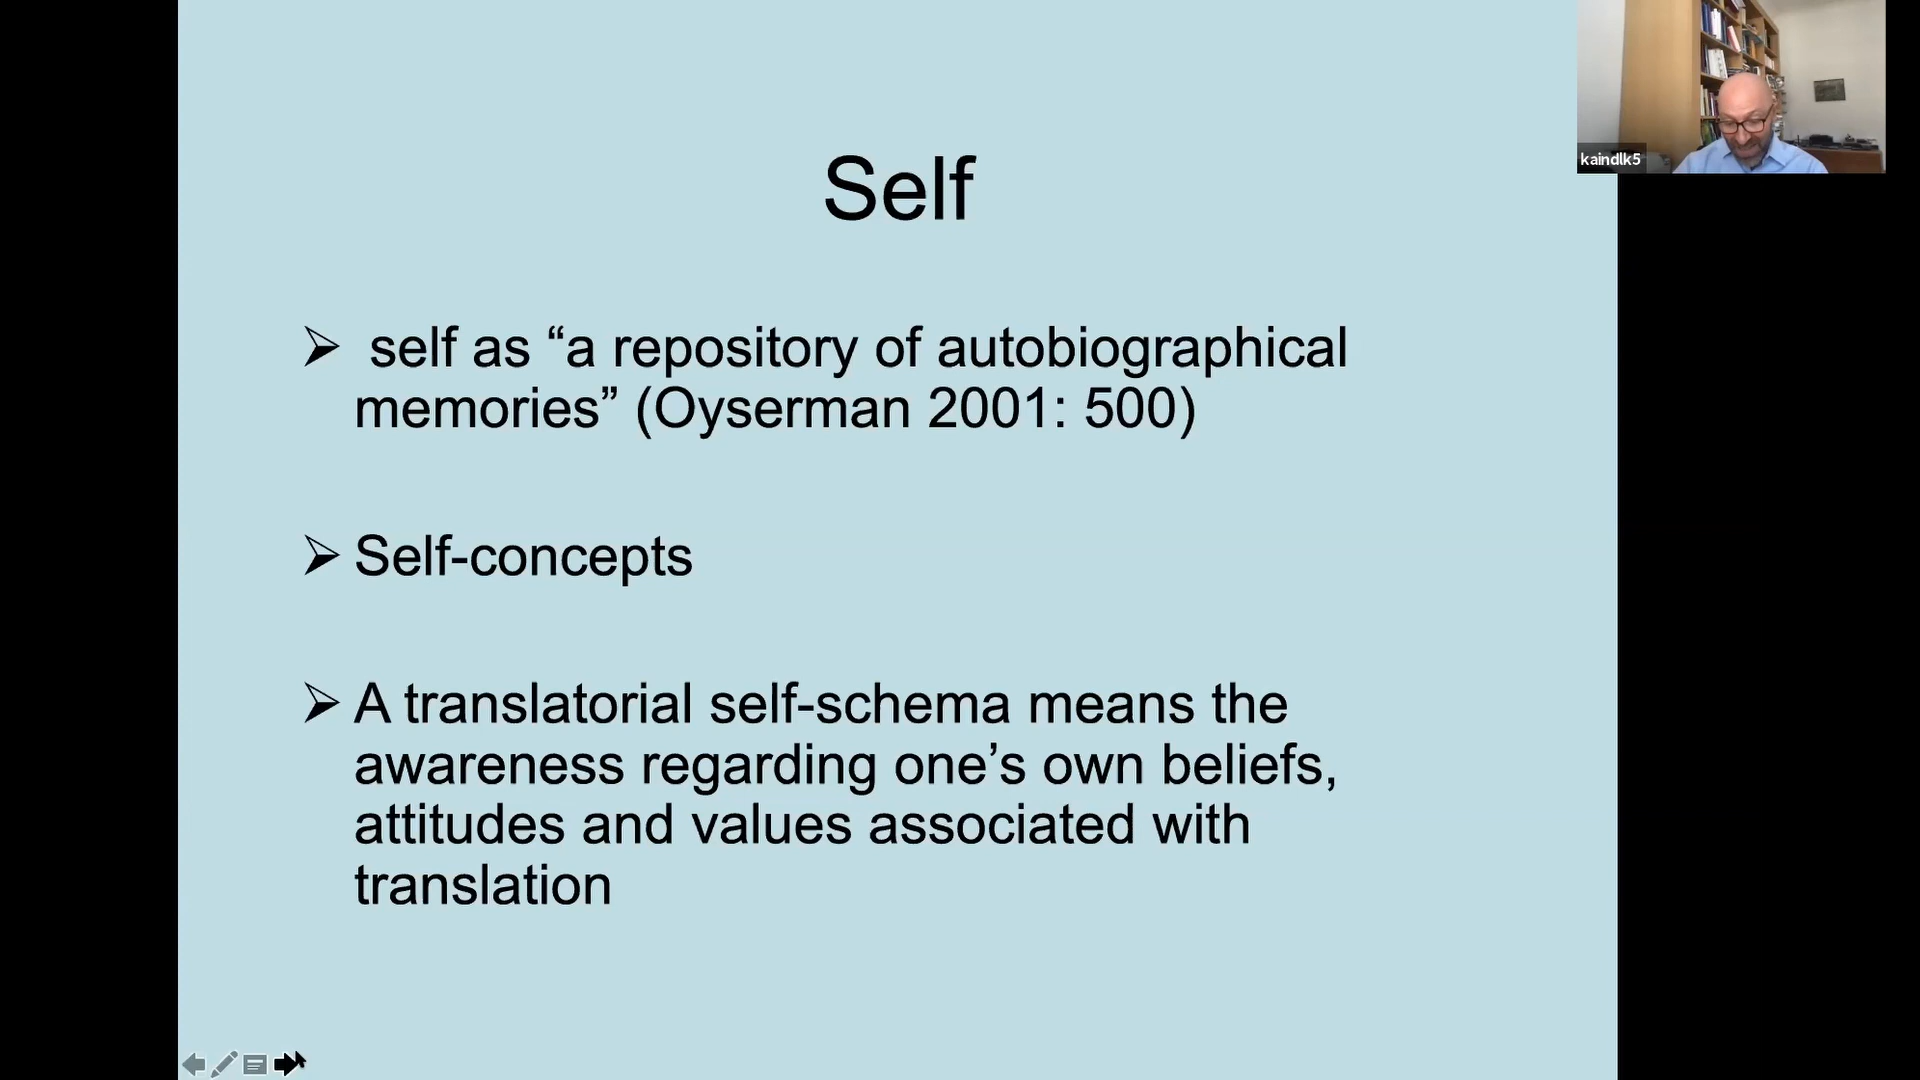 kaindlk5
Self
➢ self as “a repository of autobiographical
memories” (Oyserman 2001: 500)
➢ Self-concepts
➢ A translatorial self-schema means the
awareness regarding one’s own beliefs,
attitudes and values associated with
translation